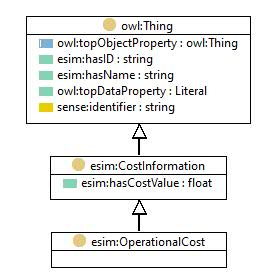 owl:Thing
owl:topObjectProperty : owl:Thing
esim:hasID : string
esim:hasName : string
owl:topDataProperty : Literal
sense:identifier : string
esim:CostInformation
esim:hasCostValue : float
esim:OperationalCost